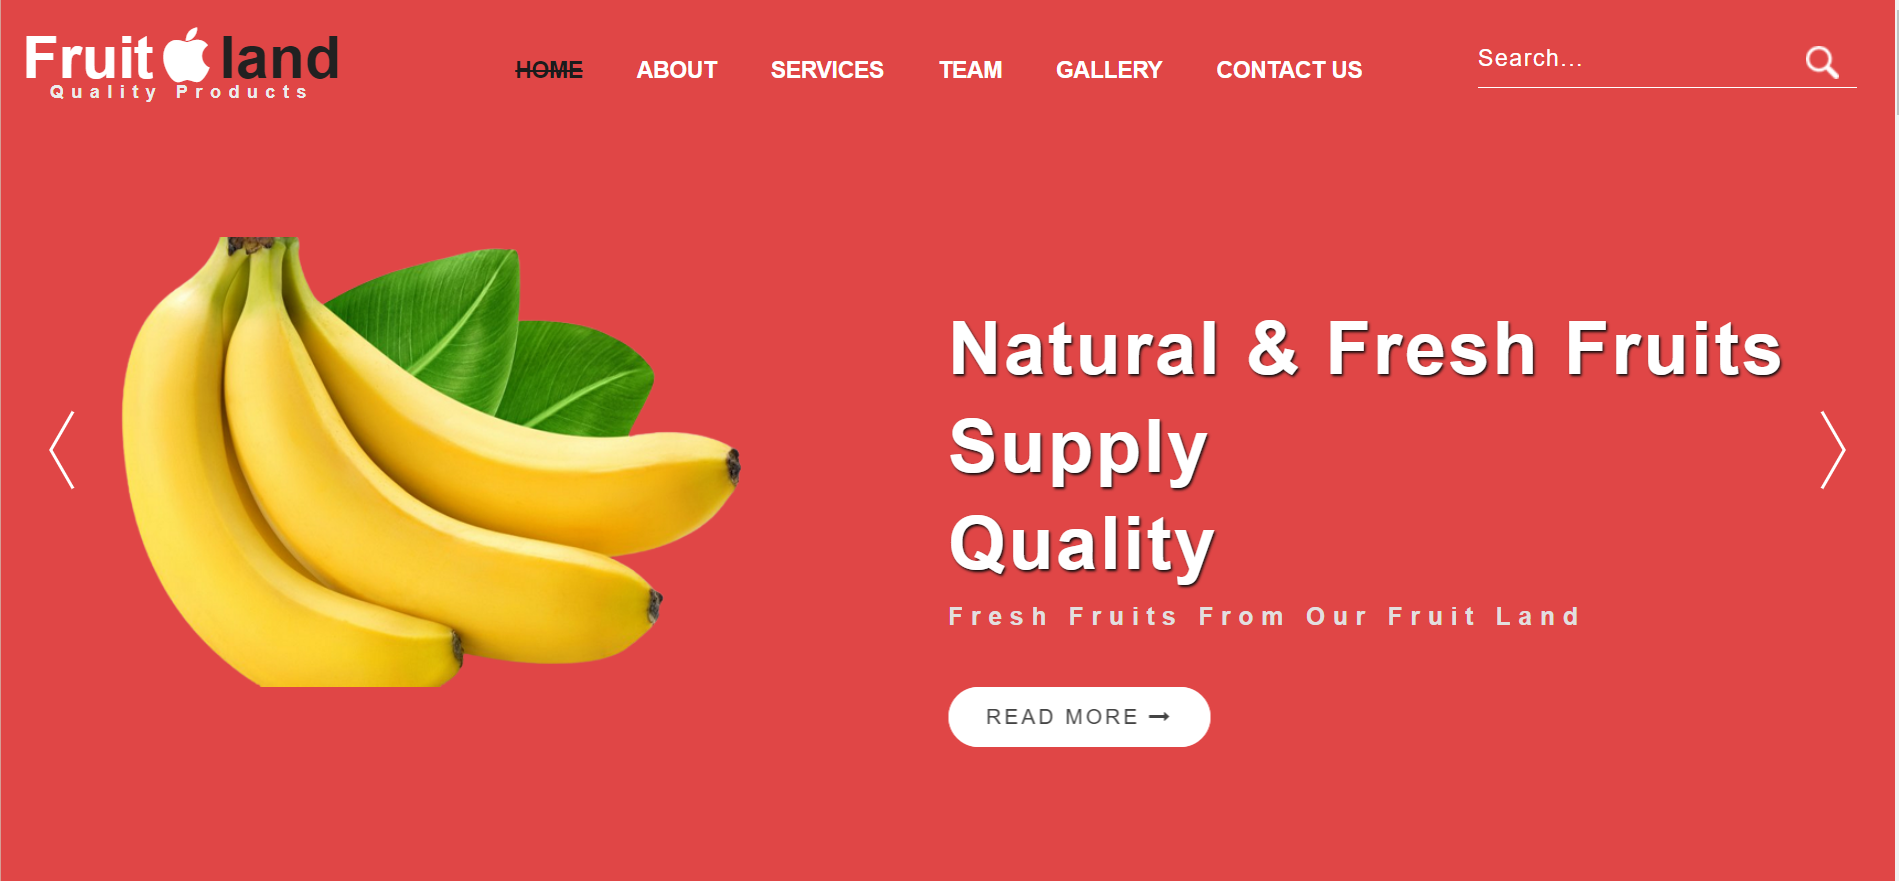 Fruit land
Quality Products
HOME ABOUT SERVICES TEAM GALLERY CONTACT US
Search...
Natural & Fresh Fruits
Supply
Quality
Fresh Fruits From Our Fruit Land
READ MORE